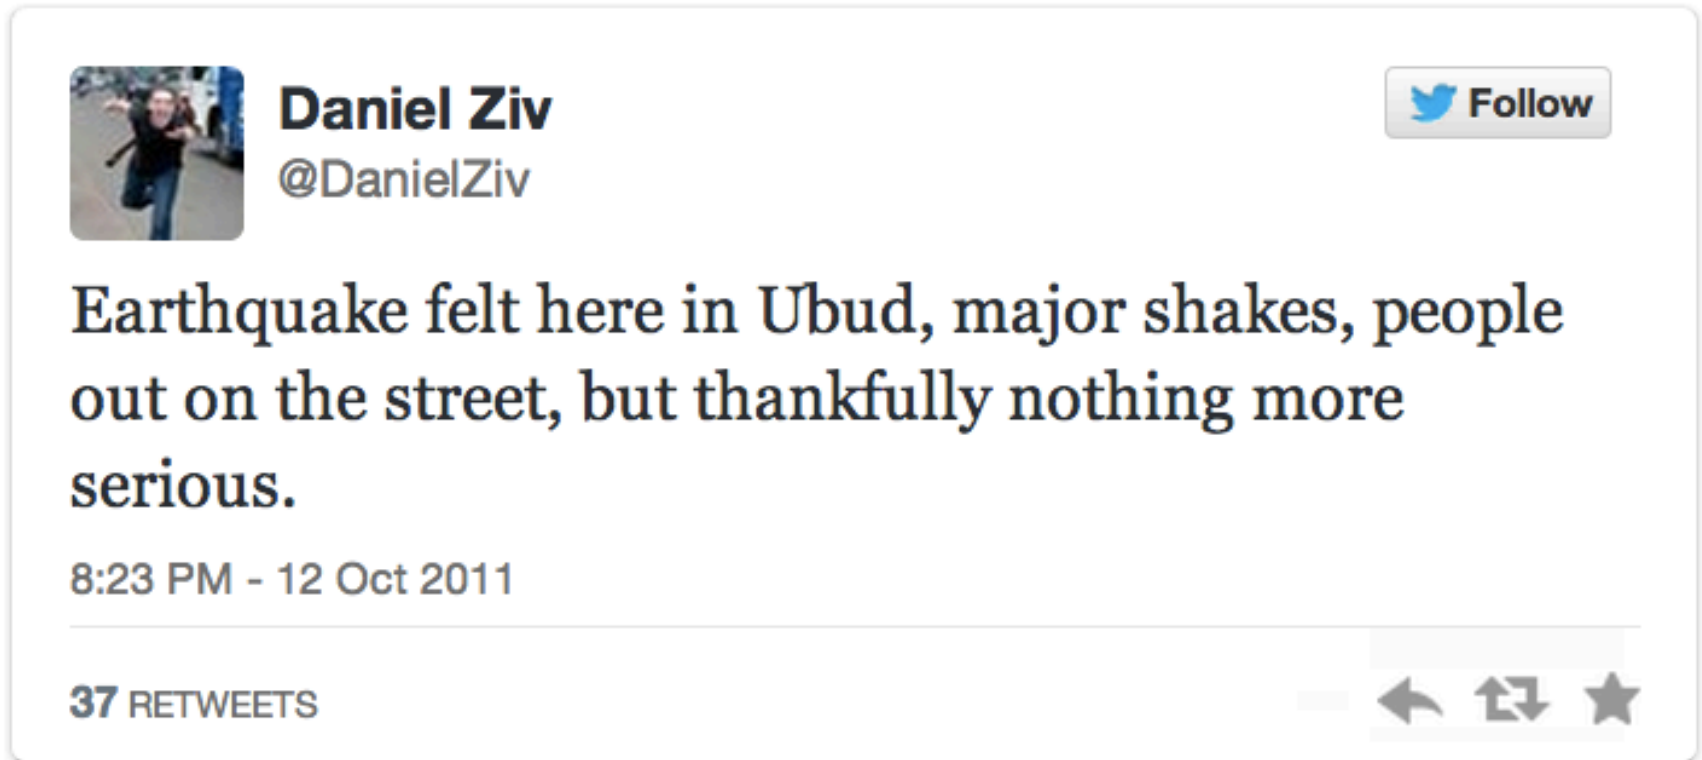 Daniel Ziv
Follow
@DanielZiv
Earthquake felt here in Ubud, major shakes, people
out on the street, but thankfully nothing more
serious.
8:23 PM - 12 Oct 2011
37 RETWEETS